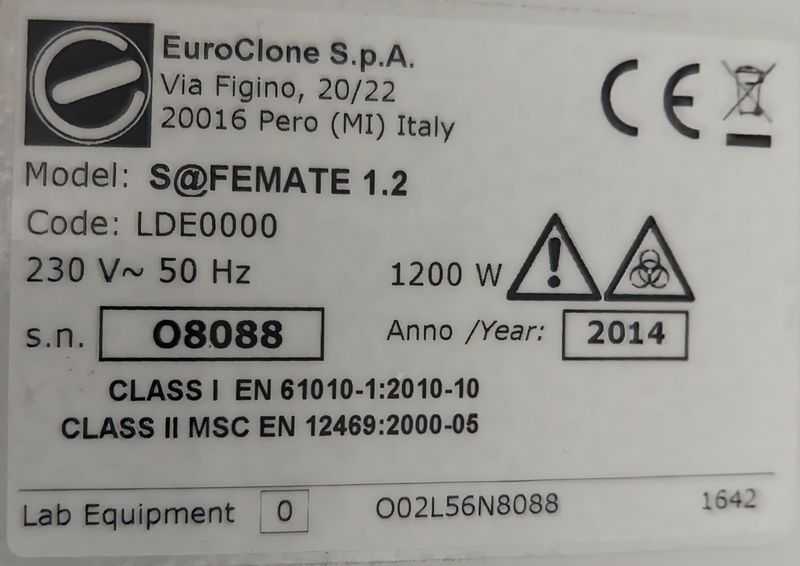 EuroClone S.p.A.
Via Figino, 20/22
20016 Pero (MI) Italy
CE
Model: S@FEMATE 1.2
Code: LDE0000
230 V~ 50 Hz 1200 W
s.n. O8088 Anno /Year: 2014
CLASS I EN 61010-1:2010-10
CLASS II MSC EN 12469:2000-05
Lab Equipment 0 O02L56N8088 1642